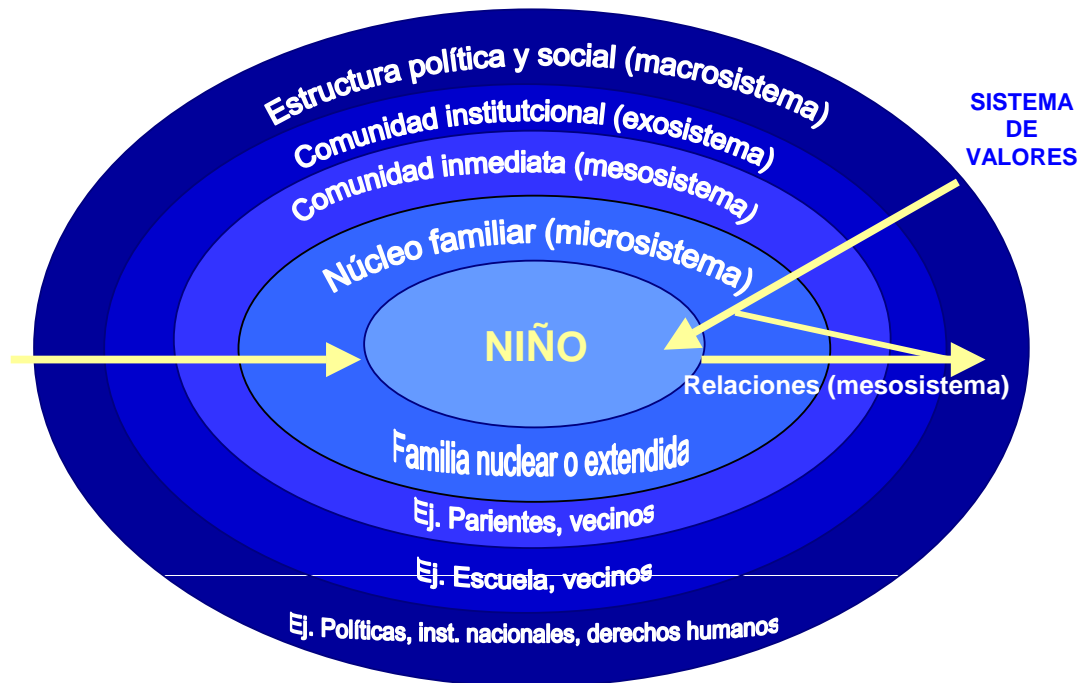 Estructura política y social (macrosistema)
SISTEMA
DE
VALORES
Comunidad institutcional (exosistema)
Comunidad inmediata (mesosistema)
Núcleo familiar (microsistema)
NIÑO
Relaciones (mesosistema)
Familia nuclear o extendida
Ej. Parientes, vecinos
Ej. Escuela, vecinos
Ej. Políticas, inst. nacionales, derechos humanos